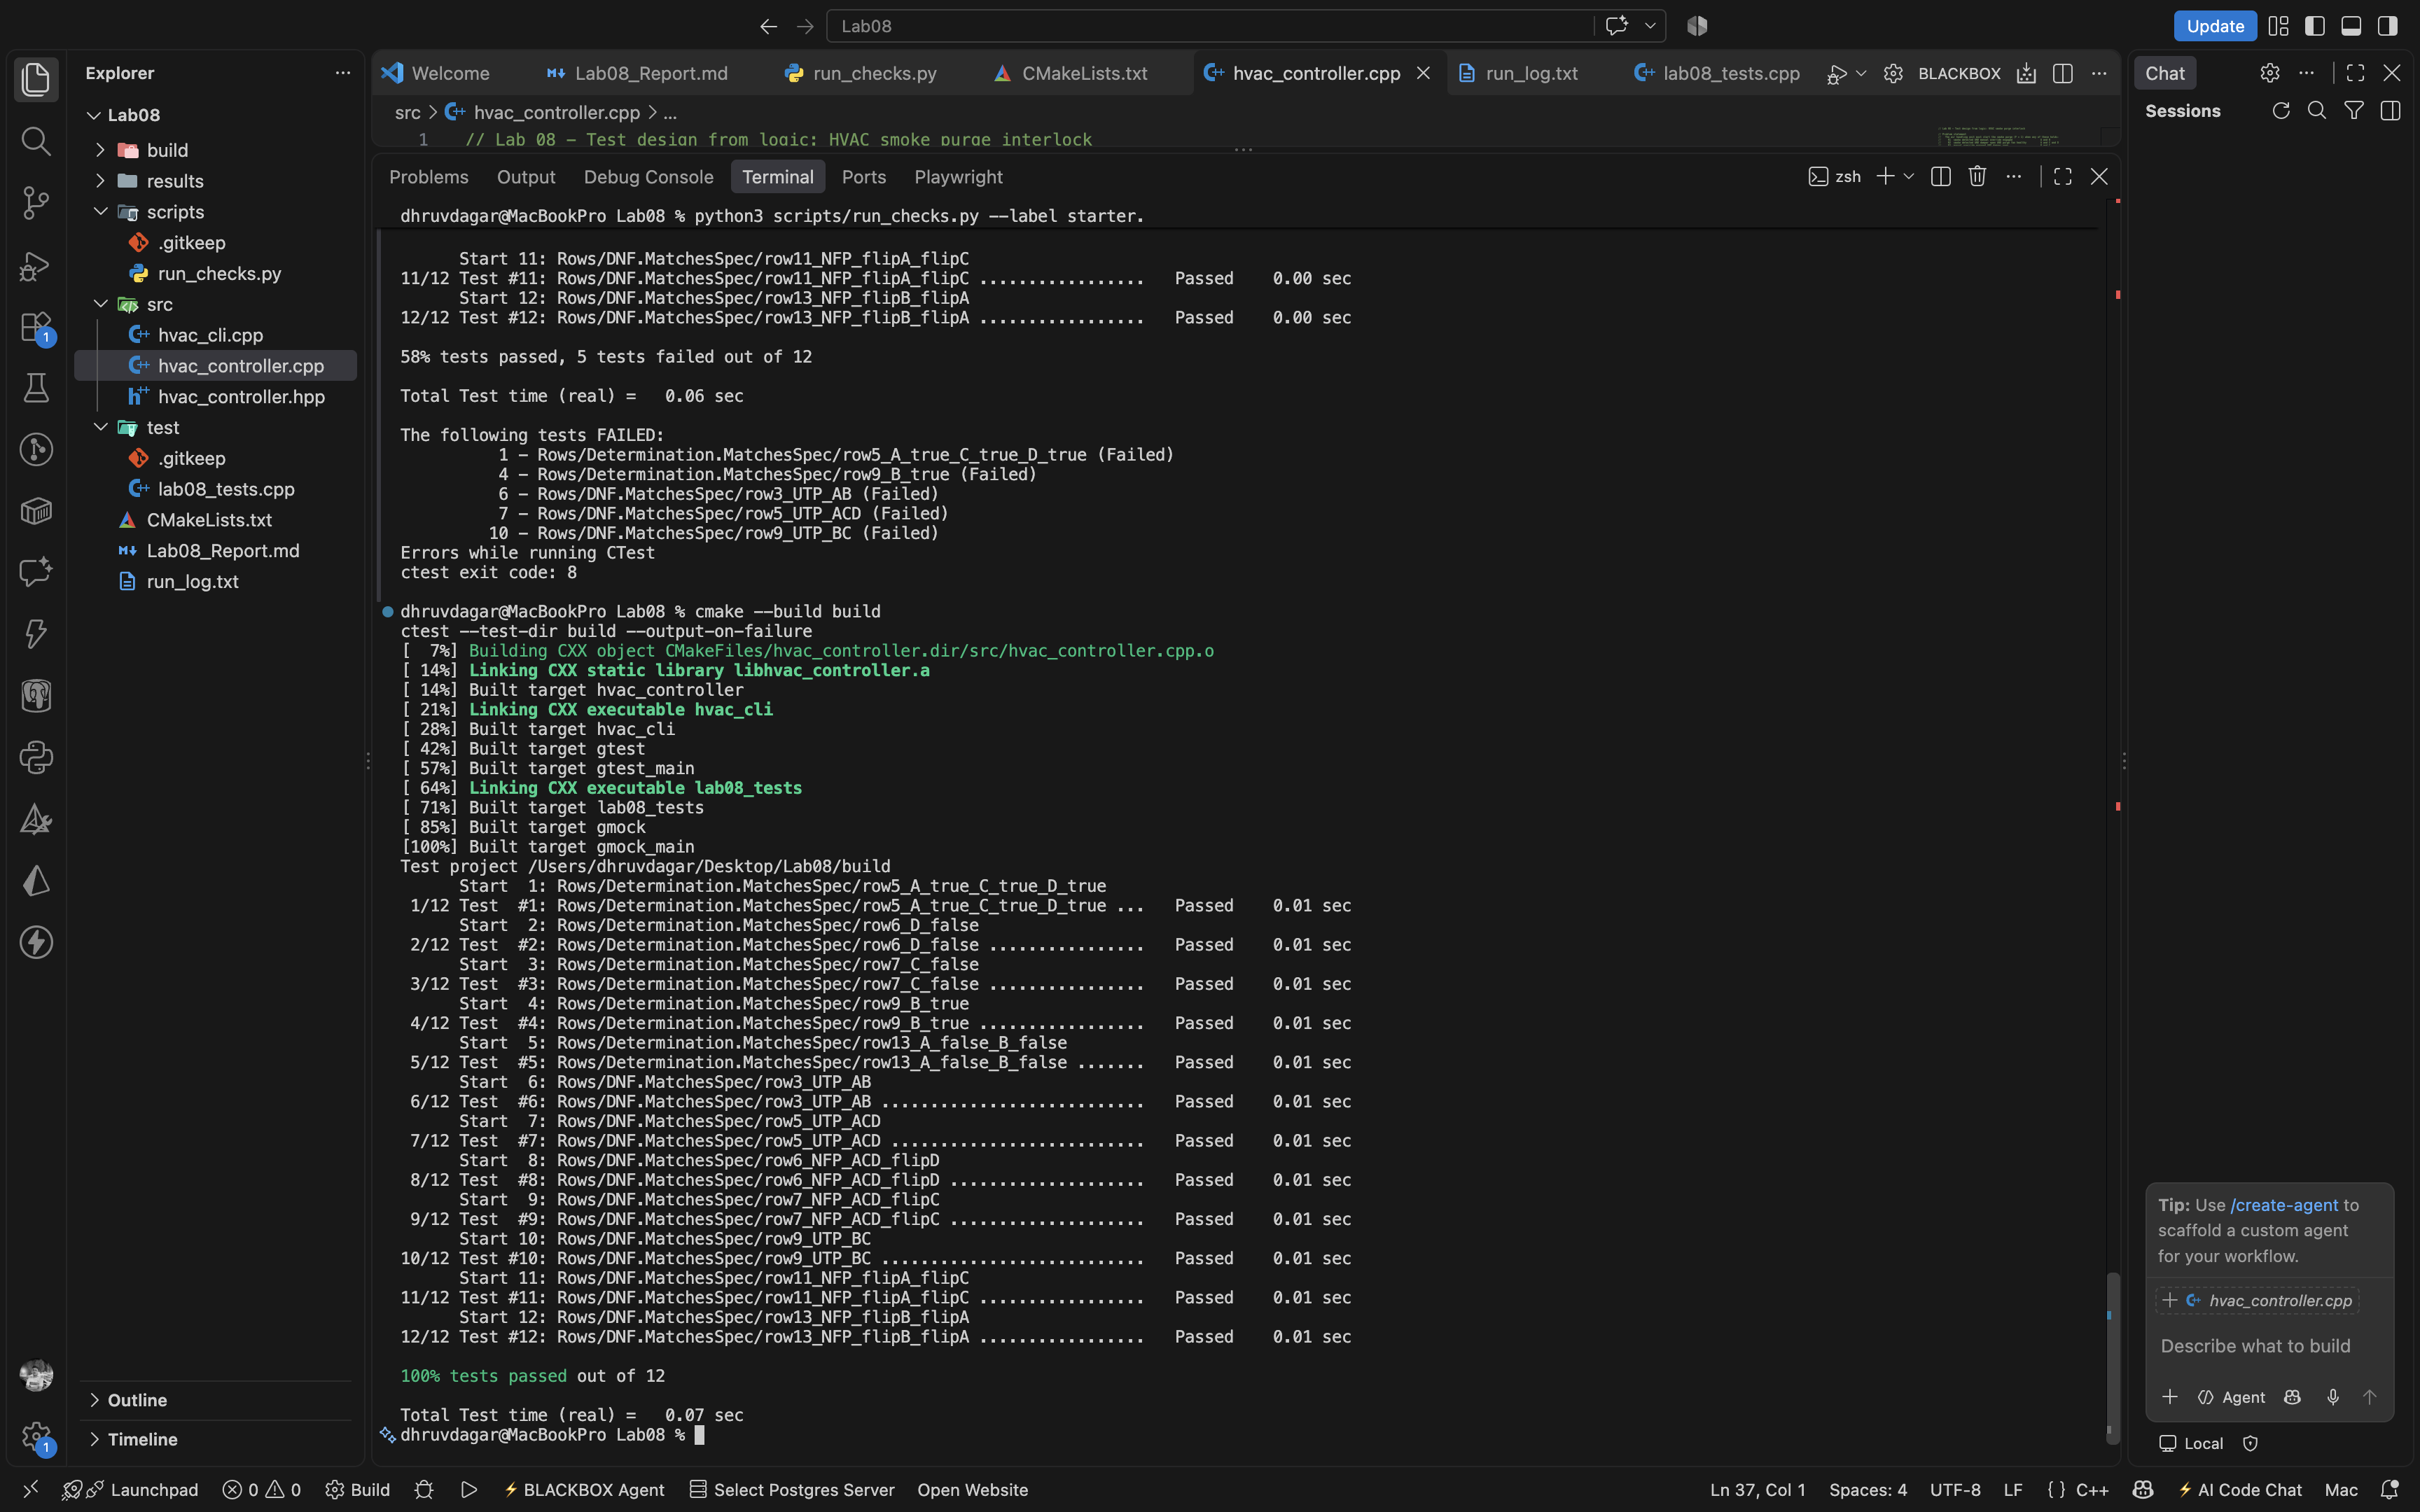 Lab08
Update
Explorer
Lab08
build
results
scripts
.gitkeep
run_checks.py
src
hvac_cli.cpp
hvac_controller.cpp
hvac_controller.hpp
test
.gitkeep
lab08_tests.cpp
CMakeLists.txt
Lab08_Report.md
run_log.txt
Outline
Timeline
1
1
Welcome Lab08_Report.md run_checks.py CMakeLists.txt hvac_controller.cpp run_log.txt lab08_tests.cpp BLACKBOX
src > hvac_controller.cpp > ...
1 // Lab 08 - Test design from logic: HVAC smoke purge interlock
Problems Output Debug Console Terminal Ports Playwright zsh
dhruvdagar@MacBookPro Lab08 % python3 scripts/run_checks.py --label starter.
Start 11: Rows/DNF.MatchesSpec/row11_NFP_flipA_flipC
11/12 Test #11: Rows/DNF.MatchesSpec/row11_NFP_flipA_flipC ................. Passed 0.00 sec
Start 12: Rows/DNF.MatchesSpec/row13_NFP_flipB_flipA
12/12 Test #12: Rows/DNF.MatchesSpec/row13_NFP_flipB_flipA ................. Passed 0.00 sec
58% tests passed, 5 tests failed out of 12
Total Test time (real) = 0.06 sec
The following tests FAILED:
1 - Rows/Determination.MatchesSpec/row5_A_true_C_true_D_true (Failed)
4 - Rows/Determination.MatchesSpec/row9_B_true (Failed)
6 - Rows/DNF.MatchesSpec/row3_UTP_AB (Failed)
7 - Rows/DNF.MatchesSpec/row5_UTP_ACD (Failed)
10 - Rows/DNF.MatchesSpec/row9_UTP_BC (Failed)
Errors while running CTest
ctest exit code: 8
dhruvdagar@MacBookPro Lab08 % cmake --build build
ctest --test-dir build --output-on-failure
[  7%] Building CXX object CMakeFiles/hvac_controller.dir/src/hvac_controller.cpp.o
[ 14%] Linking CXX static library libhvac_controller.a
[ 14%] Built target hvac_controller
[ 21%] Linking CXX executable hvac_cli
[ 28%] Built target hvac_cli
[ 42%] Built target gtest
[ 57%] Built target gtest_main
[ 64%] Linking CXX executable lab08_tests
[ 71%] Built target lab08_tests
[ 85%] Built target gmock
[100%] Built target gmock_main
Test project /Users/dhruvdagar/Desktop/Lab08/build
Start  1: Rows/Determination.MatchesSpec/row5_A_true_C_true_D_true
1/12 Test  #1: Rows/Determination.MatchesSpec/row5_A_true_C_true_D_true ... Passed 0.01 sec
Start  2: Rows/Determination.MatchesSpec/row6_D_false
2/12 Test  #2: Rows/Determination.MatchesSpec/row6_D_false ................ Passed 0.01 sec
Start  3: Rows/Determination.MatchesSpec/row7_C_false
3/12 Test  #3: Rows/Determination.MatchesSpec/row7_C_false ................ Passed 0.01 sec
Start  4: Rows/Determination.MatchesSpec/row9_B_true
4/12 Test  #4: Rows/Determination.MatchesSpec/row9_B_true ................. Passed 0.01 sec
Start  5: Rows/Determination.MatchesSpec/row13_A_false_B_false
5/12 Test  #5: Rows/Determination.MatchesSpec/row13_A_false_B_false ....... Passed 0.01 sec
Start  6: Rows/DNF.MatchesSpec/row3_UTP_AB
6/12 Test  #6: Rows/DNF.MatchesSpec/row3_UTP_AB ........................... Passed 0.01 sec
Start  7: Rows/DNF.MatchesSpec/row5_UTP_ACD
7/12 Test  #7: Rows/DNF.MatchesSpec/row5_UTP_ACD .......................... Passed 0.01 sec
Start  8: Rows/DNF.MatchesSpec/row6_NFP_ACD_flipD
8/12 Test  #8: Rows/DNF.MatchesSpec/row6_NFP_ACD_flipD .................... Passed 0.01 sec
Start  9: Rows/DNF.MatchesSpec/row7_NFP_ACD_flipC
9/12 Test  #9: Rows/DNF.MatchesSpec/row7_NFP_ACD_flipC .................... Passed 0.01 sec
Start 10: Rows/DNF.MatchesSpec/row9_UTP_BC
10/12 Test #10: Rows/DNF.MatchesSpec/row9_UTP_BC ........................... Passed 0.01 sec
Start 11: Rows/DNF.MatchesSpec/row11_NFP_flipA_flipC
11/12 Test #11: Rows/DNF.MatchesSpec/row11_NFP_flipA_flipC ................. Passed 0.01 sec
Start 12: Rows/DNF.MatchesSpec/row13_NFP_flipB_flipA
12/12 Test #12: Rows/DNF.MatchesSpec/row13_NFP_flipB_flipA ................. Passed 0.01 sec
100% tests passed out of 12
Total Test time (real) = 0.07 sec
dhruvdagar@MacBookPro Lab08 %
Chat
Sessions
Tip: Use /create-agent to
scaffold a custom agent
for your workflow.
hvac_controller.cpp
Describe what to build
Agent
Local
Launchpad 0 0 Build BLACKBOX Agent Select Postgres Server Open Website Ln 37, Col 1 Spaces: 4 UTF-8 LF {} C++ AI Code Chat Mac